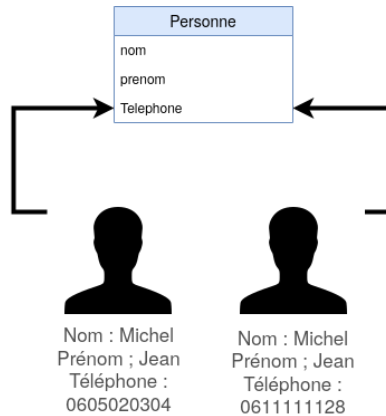 Personne
nom
prenom
Telephone
Nom : Michel
Prénom ; Jean
Téléphone :
0605020304
Nom : Michel
Prénom ; Jean
Téléphone :
0611111128